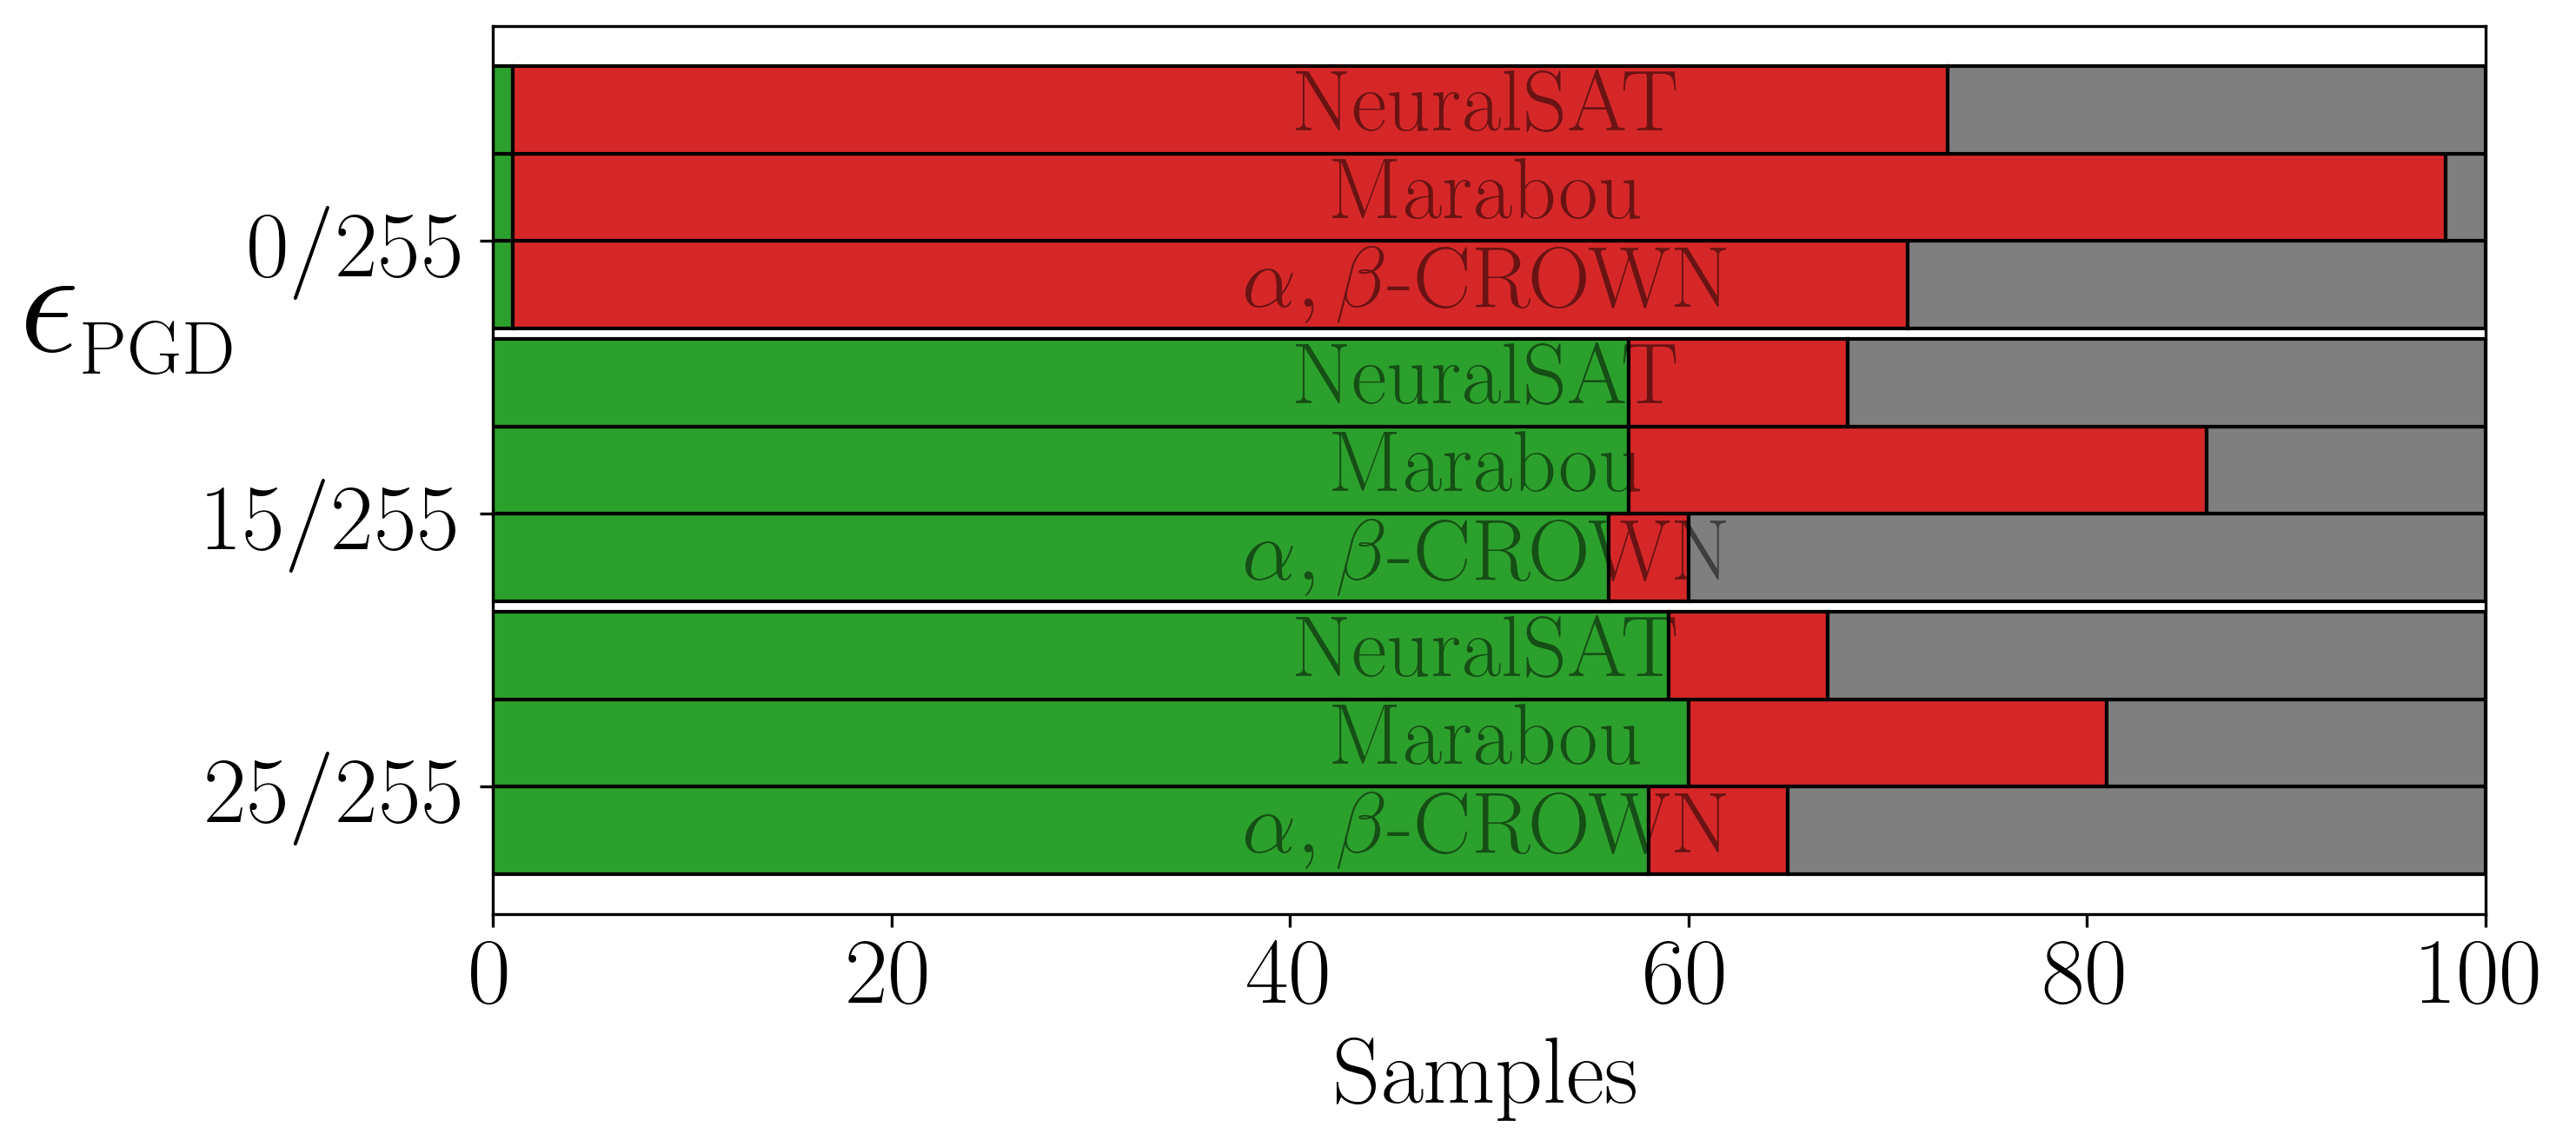 NeuralSAT
Marabou
0/255
α, β-CROWN
ϵPGD
NeuralSAT
Marabou
15/255
α, β-CROWN
NeuralSAT
Marabou
25/255
α, β-CROWN
0 20 40 60 80 100
Samples